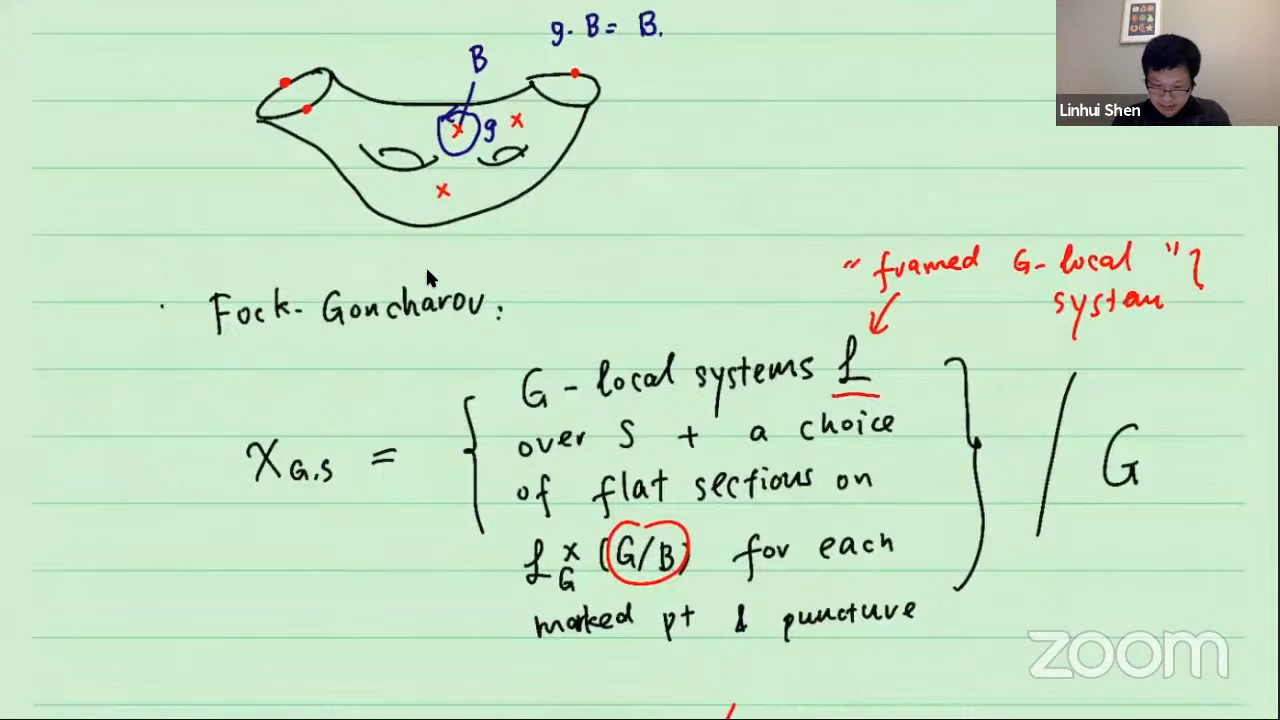 g. B = B.
B
g
Linhui Shen
"framed G-local" }
system
Fock-Goncharov:
G-local systems L
over S + a choice
of flat sections on
L ×_G (G/B) for each
marked pt & puncture
X_{G,S} =
/ G
zoom